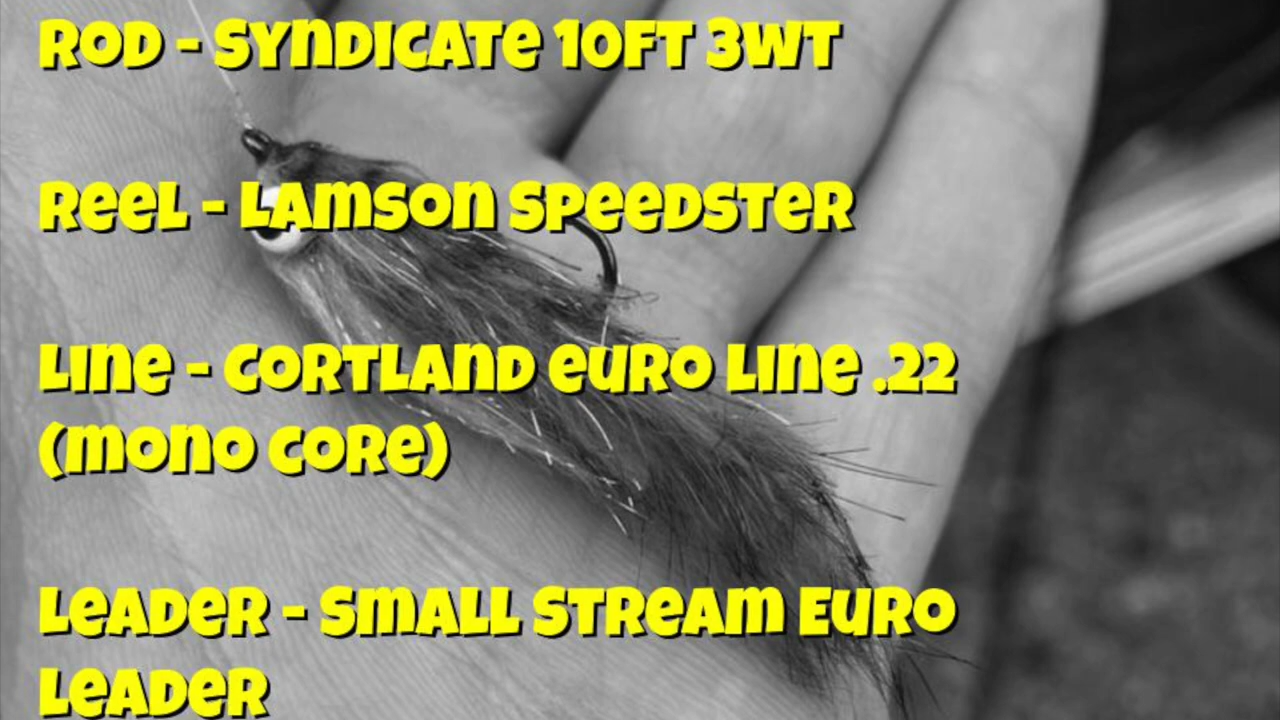 Rod - Syndicate 10ft 3wt
Reel - Lamson Speedster
Line - Cortland Euro Line .22
(mono core)
Leader - Small Stream Euro
Leader